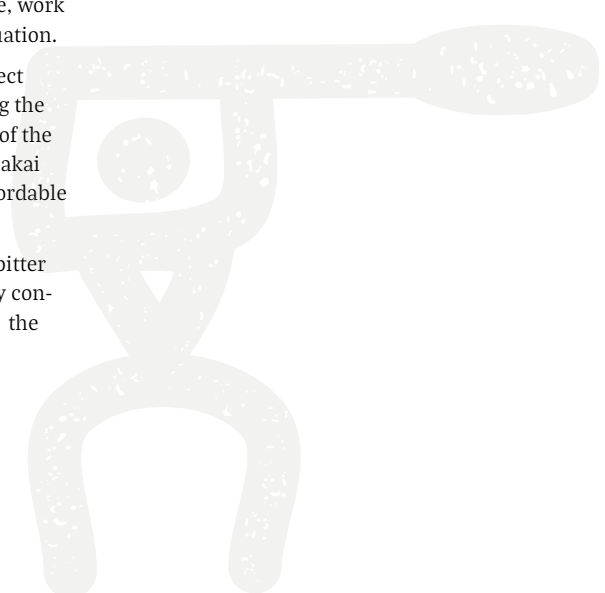 e, work
uation.
ect
g the
of the
akai
ordable
bitter
y con-
the